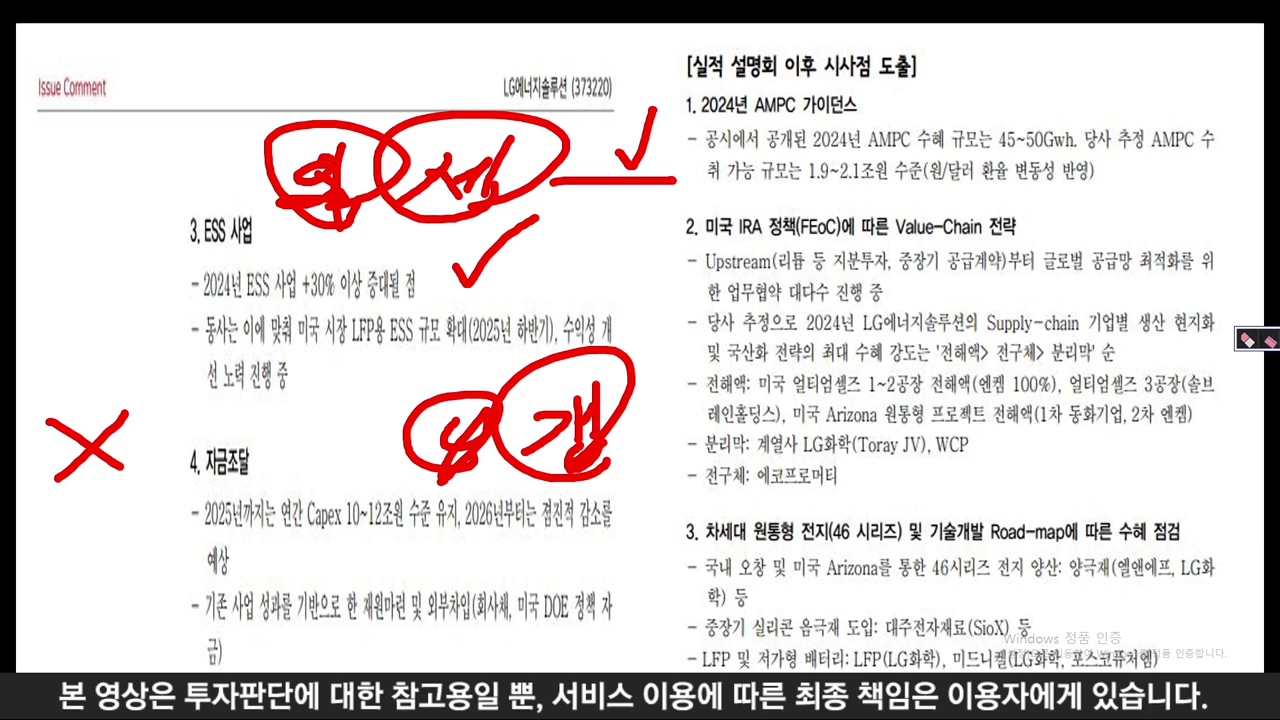 Issue Comment
LG에너지솔루션 (373220)
3. ESS 사업
- 2024년 ESS 사업 +30% 이상 증대될 점
- 동사는 이에 맞춰 미국 시장 LFP용 ESS 규모 확대(2025년 하반기), 수익성 개
선 노력 진행 중
4. 자금조달
- 2025년까지는 연간 Capex 10~12조원 수준 유지, 2026년부터는 점진적 감소를
예상
- 기존 사업 성과를 기반으로 한 재원마련 및 외부차입(회사채, 미국 DOE 정책 자
금)
[실적 설명회 이후 시사점 도출]
1. 2024년 AMPC 가이던스
- 공시에서 공개된 2024년 AMPC 수혜 규모는 45~50Gwh. 당사 추정 AMPC 수
취 가능 규모는 1.9~2.1조원 수준(원/달러 환율 변동성 반영)
2. 미국 IRA 정책(FEoC)에 따른 Value-Chain 전략
- Upstream(리튬 등 지분투자, 중장기 공급계약)부터 글로벌 공급망 최적화를 위
한 업무협약 대다수 진행 중
- 당사 추정으로 2024년 LG에너지솔루션의 Supply-chain 기업별 생산 현지화
및 국산화 전략의 최대 수혜 강도는 '전해액> 전구체> 분리막' 순
- 전해액: 미국 얼티엄셀즈 1~2공장 전해액(엔켐 100%), 얼티엄셀즈 3공장(솔브
레인홀딩스), 미국 Arizona 원통형 프로젝트 전해액(1차 동화기업, 2차 엔켐)
- 분리막: 계열사 LG화학(Toray JV), WCP
- 전구체: 에코프로머티
3. 차세대 원통형 전지(46 시리즈) 및 기술개발 Road-map에 따른 수혜 점검
- 국내 오창 및 미국 Arizona를 통한 46시리즈 전지 양산: 양극재(엘앤에프, LG화
학) 등
- 중장기 실리콘 음극재 도입: 대주전자재료(SioX) 등
- LFP 및 저가형 배터리: LFP(LG화학), 미드니켈(LG화학, 포스코퓨처엠)
Windows 정품 인증
정품 인증합니다.
본 영상은 투자판단에 대한 참고용일 뿐, 서비스 이용에 따른 최종 책임은 이용자에게 있습니다.